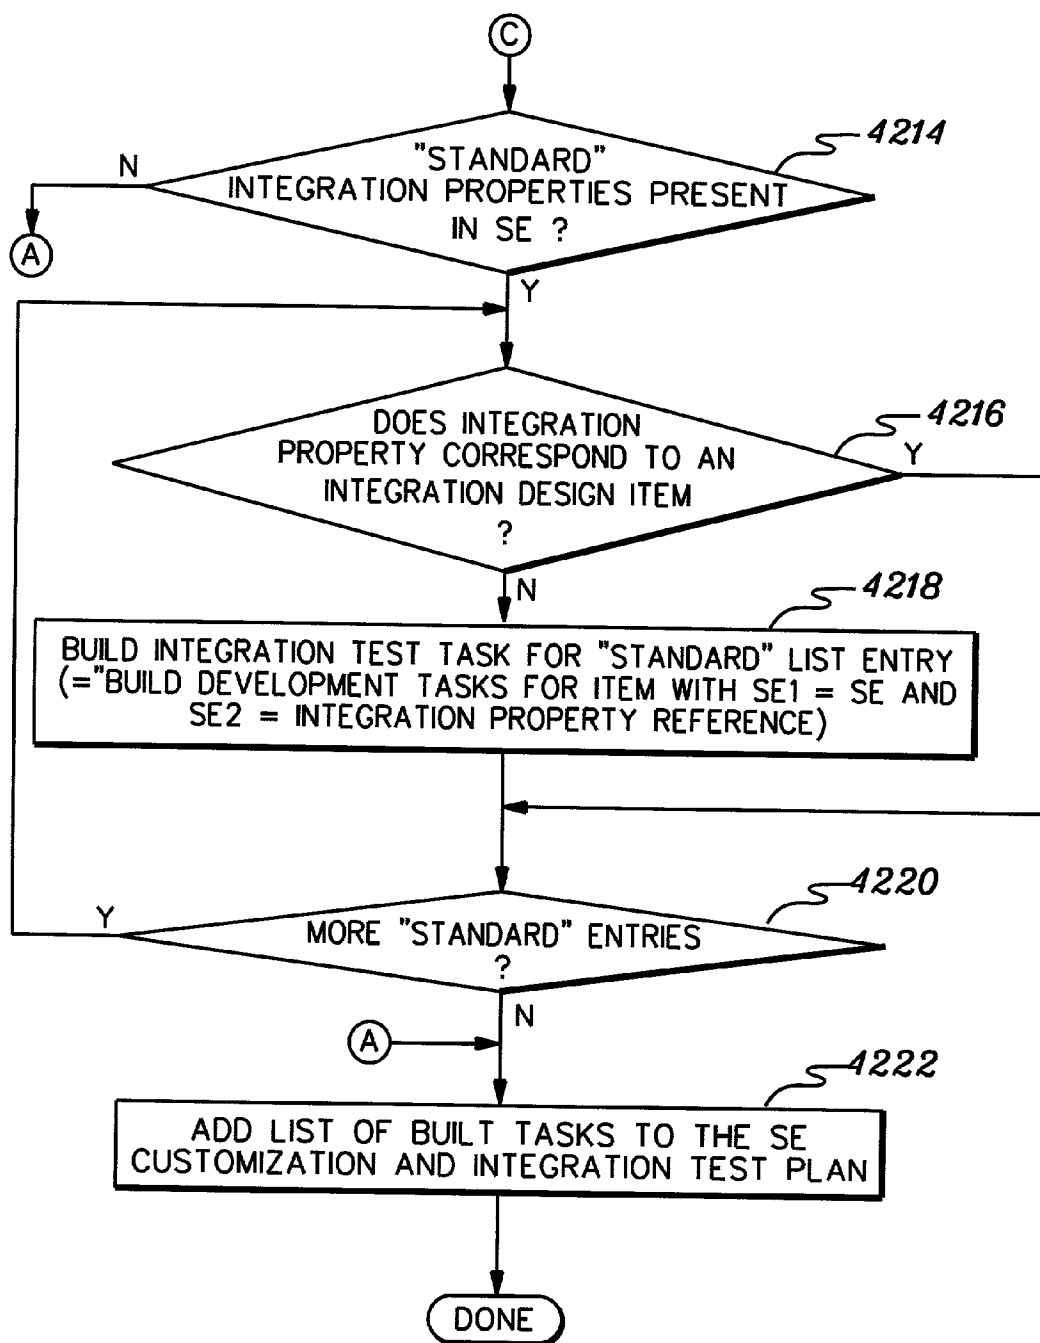 C
4214
"STANDARD"
INTEGRATION PROPERTIES PRESENT
IN SE ?
N
A
Y
4216
DOES INTEGRATION
PROPERTY CORRESPOND TO AN
INTEGRATION DESIGN ITEM
?
Y
N
4218
BUILD INTEGRATION TEST TASK FOR "STANDARD" LIST ENTRY
(="BUILD DEVELOPMENT TASKS FOR ITEM WITH SE1 = SE AND
SE2 = INTEGRATION PROPERTY REFERENCE)
4220
Y
MORE "STANDARD" ENTRIES
?
N
A
4222
ADD LIST OF BUILT TASKS TO THE SE
CUSTOMIZATION AND INTEGRATION TEST PLAN
DONE